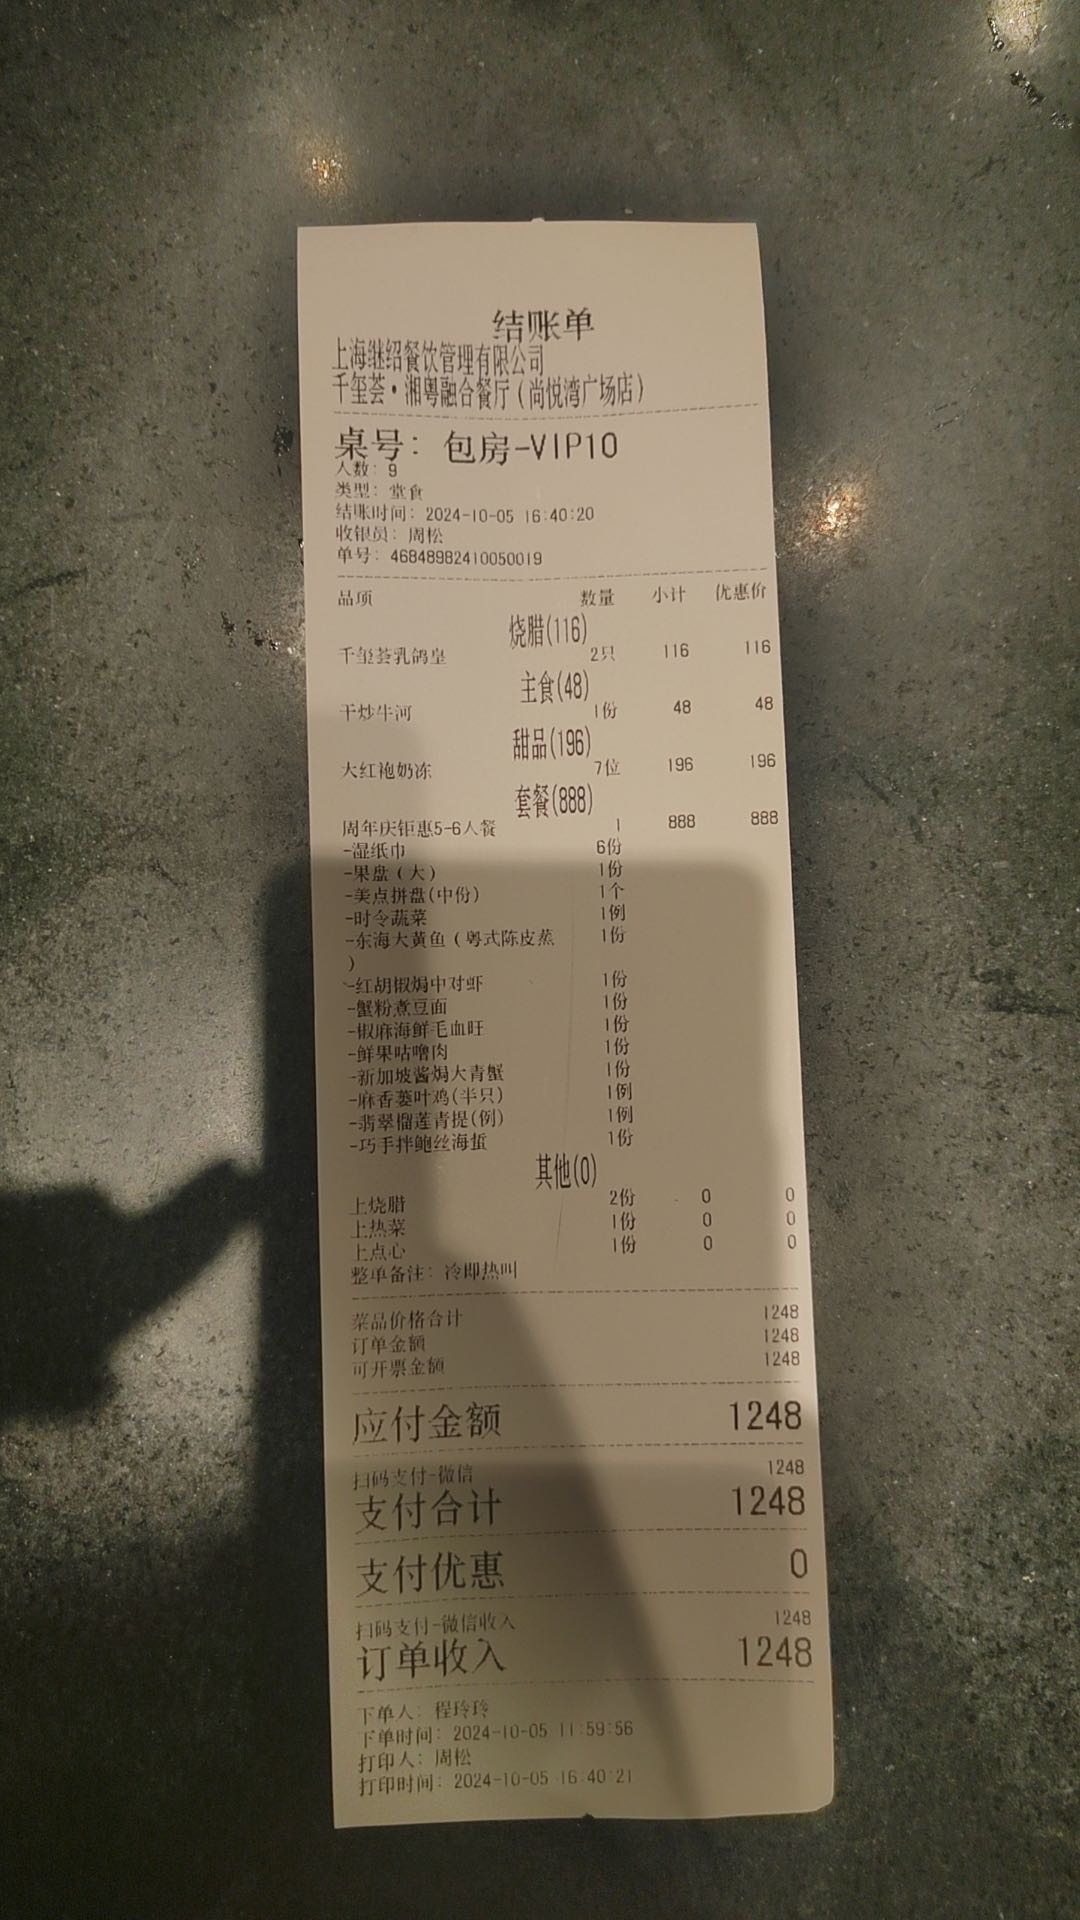 结账单
上海继绍餐饮管理有限公司
千玺荟·湘粤融合餐厅（尚悦湾广场店）
桌号：包房-VIP10
人数：9
类型：堂食
结账时间：2024-10-05 16:40:20
收银员：周松
单号：46848982410050019
品项 数量 小计 优惠价
烧腊(116)
千玺荟乳鸽皇 2只 116 116
主食(48)
干炒牛河 1份 48 48
甜品(196)
大红袍奶冻 7位 196 196
套餐(888)
周年庆钜惠5-6人餐 1 888 888
-湿纸巾 6份
-果盘（大） 1份
-美点拼盘(中份) 1个
-时令蔬菜 1例
-东海大黄鱼（粤式陈皮蒸 1份
）
-红胡椒焗中对虾 1份
-蟹粉煮豆面 1份
-椒麻海鲜毛血旺 1份
-鲜果咕噜肉 1份
-新加坡酱焗大青蟹 1份
-麻香蒌叶鸡(半只) 1例
-翡翠榴莲青提(例) 1例
-巧手拌鲍丝海蜇 1份
其他(0)
上烧腊 2份 0 0
上热菜 1份 0 0
上点心 1份 0 0
整单备注：冷即热叫
菜品价格合计 1248
订单金额 1248
可开票金额 1248
应付金额 1248
扫码支付-微信 1248
支付合计 1248
支付优惠 0
扫码支付-微信收入 1248
订单收入 1248
下单人：程玲玲
下单时间：2024-10-05 11:59:56
打印人：周松
打印时间：2024-10-05 16:40:21